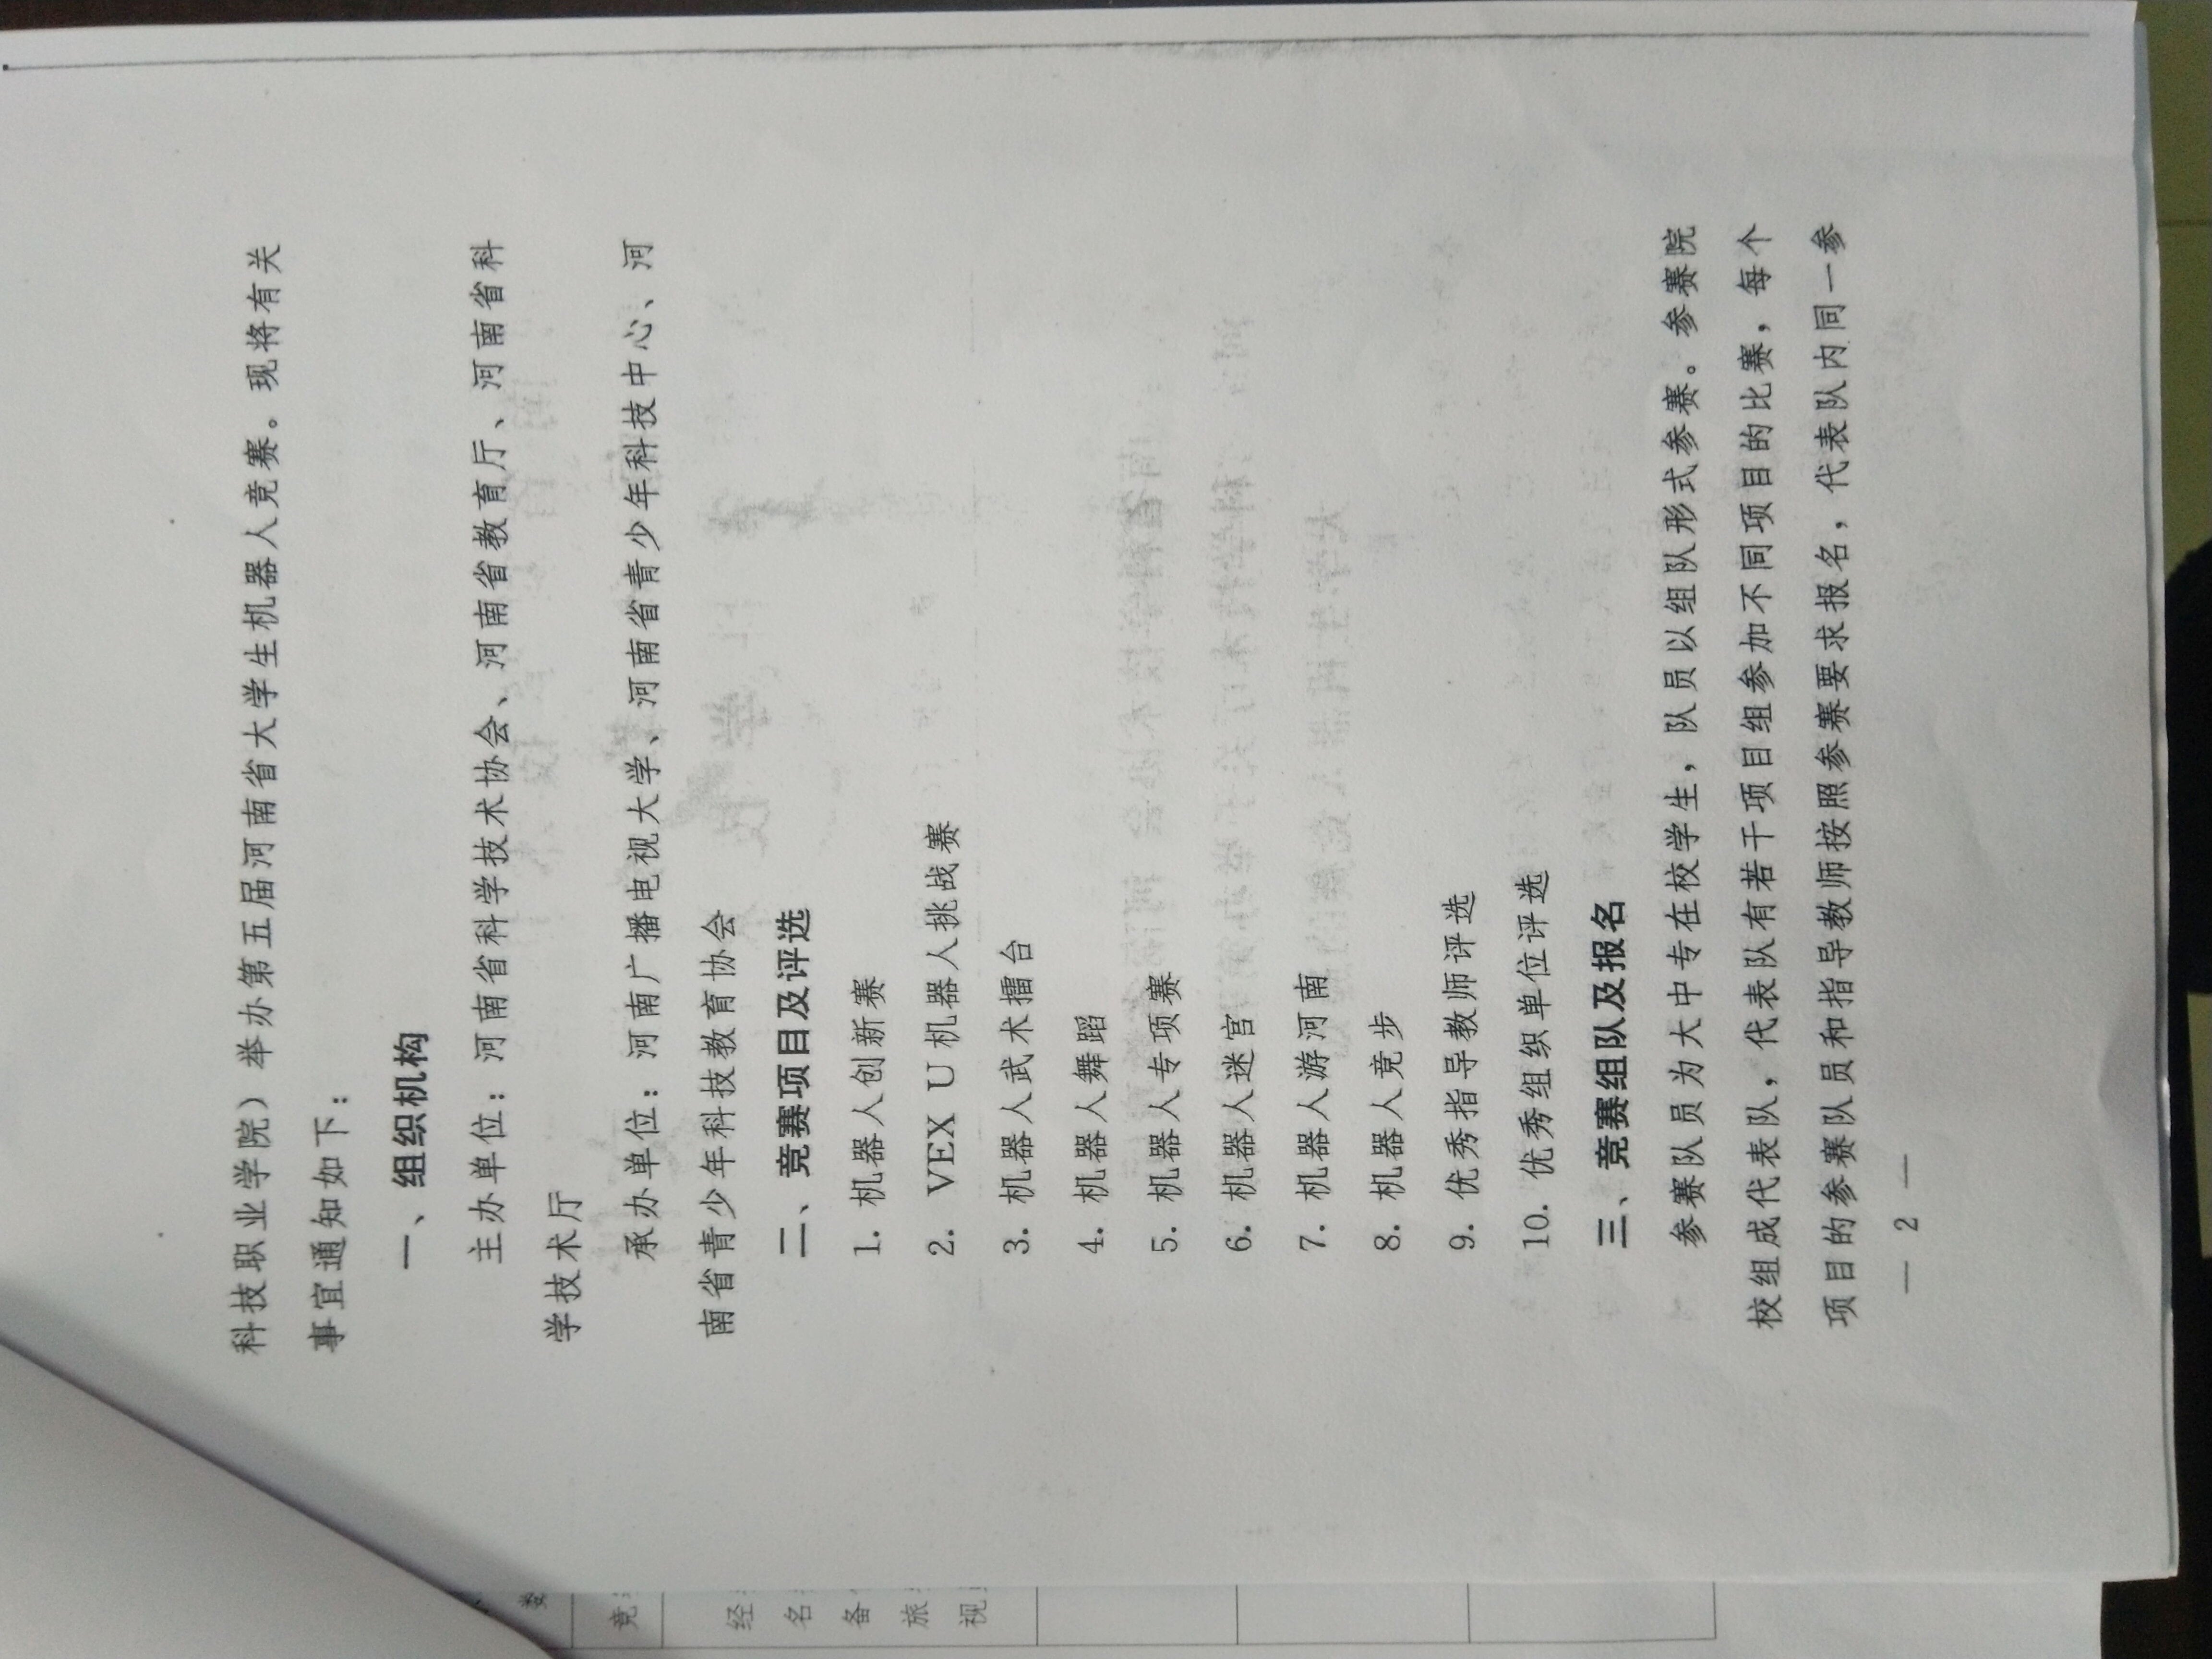 科技职业学院）举办第五届河南省大学生机器人竞赛。现将有关
事宜通知如下：
一、组织机构
主办单位：河南省科学技术协会、河南省教育厅、河南省科
学技术厅
承办单位：河南广播电视大学、河南省青少年科技中心、河
南省青少年科技教育协会
二、竞赛项目及评选
1. 机器人创新赛
2. VEX U 机器人挑战赛
3. 机器人武术擂台
4. 机器人舞蹈
5. 机器人专项赛
6. 机器人迷宫
7. 机器人游河南
8. 机器人竞步
9. 优秀指导教师评选
10. 优秀组织单位评选
三、竞赛组队及报名
参赛队员为大中专在校学生，队员以组队形式参赛。参赛院
校组成代表队，代表队有若干项目组参加不同项目的比赛，每个
项目的参赛队员和指导教师按照参赛要求报名，代表队内同一参
— 2 —
竞
经
名
备
旅
视